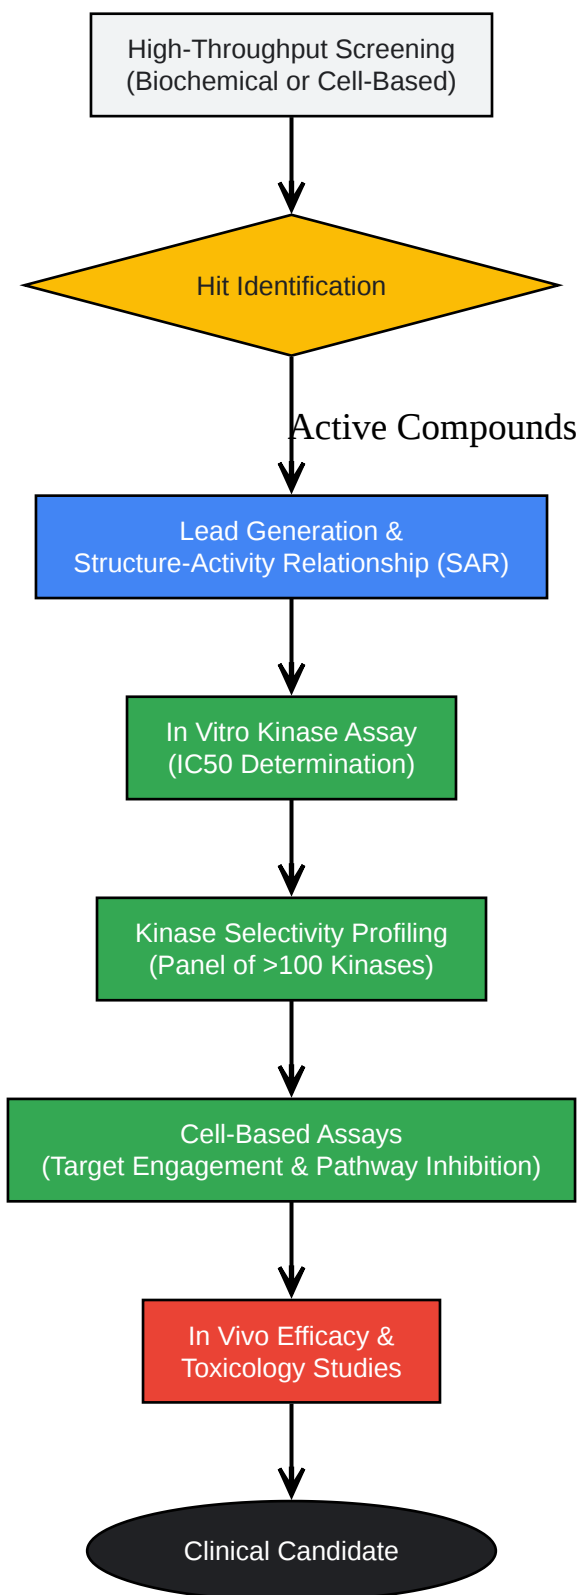 High-Throughput Screening
(Biochemical or Cell-Based)
Hit Identification
Active Compounds
Lead Generation &
Structure-Activity Relationship (SAR)
In Vitro Kinase Assay
(IC50 Determination)
Kinase Selectivity Profiling
(Panel of >100 Kinases)
Cell-Based Assays
(Target Engagement & Pathway Inhibition)
In Vivo Efficacy &
Toxicology Studies
Clinical Candidate